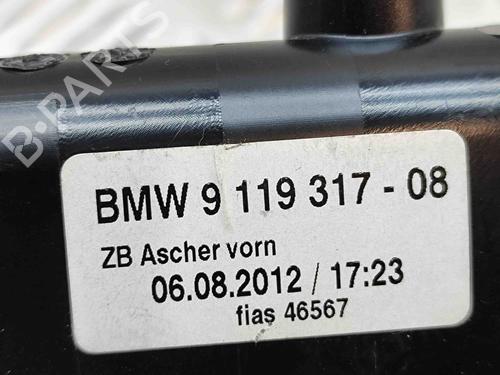 B-PARTS
BMW 9 119 317 - 08
ZB Ascher vorn
06.08.2012 / 17:23
fias 46567